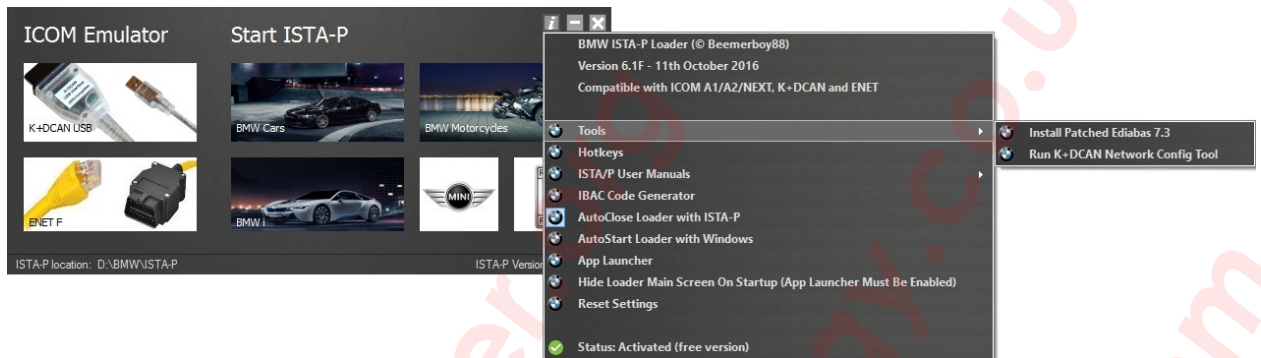 ICOM Emulator
Start ISTA-P
K+DCAN USB
BMW Cars
BMW Motorcycles
ENET F
BMW i
MINI
ISTA-P location: D:\BMW\ISTA-P
ISTA-P Version
BMW ISTA-P Loader (© Beemerboy88)
Version 6.1F - 11th October 2016
Compatible with ICOM A1/A2/NEXT, K+DCAN and ENET
Tools
Hotkeys
ISTA/P User Manuals
IBAC Code Generator
AutoClose Loader with ISTA-P
AutoStart Loader with Windows
App Launcher
Hide Loader Main Screen On Startup (App Launcher Must Be Enabled)
Reset Settings
Status: Activated (free version)
Install Patched Ediabas 7.3
Run K+DCAN Network Config Tool